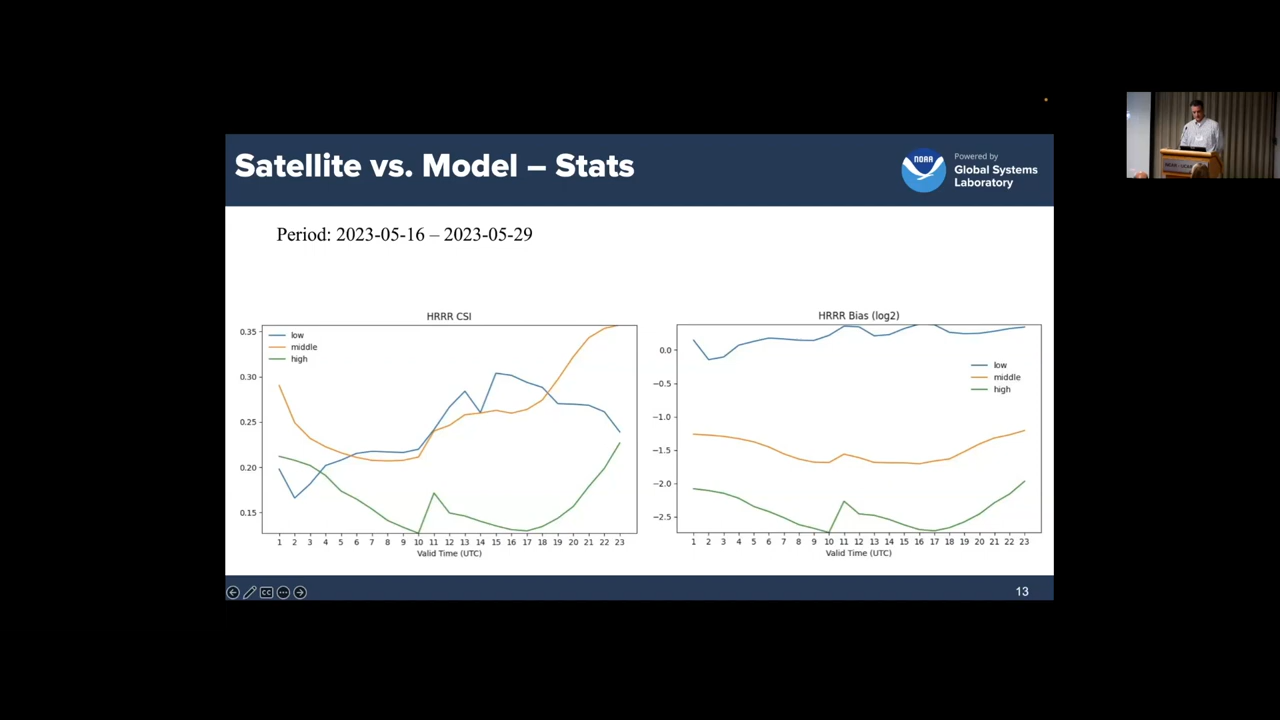 Satellite vs. Model – Stats
NOAA
Powered by
Global Systems
Laboratory
Period: 2023-05-16 – 2023-05-29
HRRR CSI
low
middle
high
0.35
0.30
0.25
0.20
0.15
1 2 3 4 5 6 7 8 9 10 11 12 13 14 15 16 17 18 19 20 21 22 23
Valid Time (UTC)
HRRR Bias (log2)
low
middle
high
0.0
−0.5
−1.0
−1.5
−2.0
−2.5
1 2 3 4 5 6 7 8 9 10 11 12 13 14 15 16 17 18 19 20 21 22 23
Valid Time (UTC)
CC
13